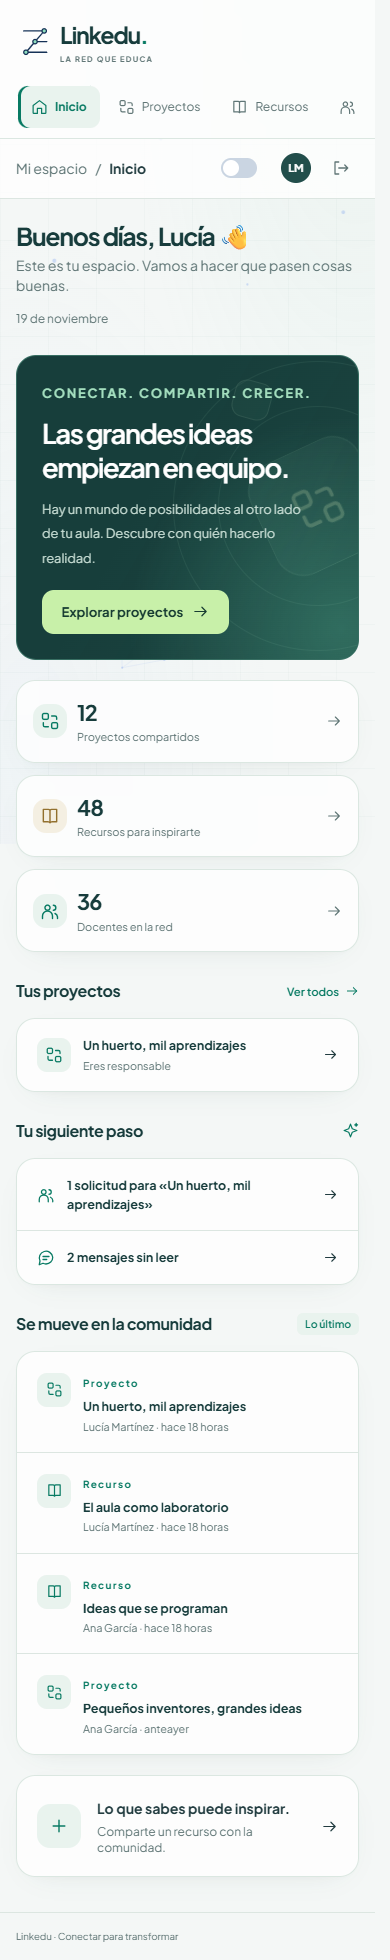 Linkedu.
LA RED QUE EDUCA
Inicio Proyectos Recursos
Mi espacio / Inicio LM
Buenos días, Lucía 👋
Este es tu espacio. Vamos a hacer que pasen cosas
buenas.
19 de noviembre
CONECTAR. COMPARTIR. CRECER.
Las grandes ideas
empiezan en equipo.
Hay un mundo de posibilidades al otro lado
de tu aula. Descubre con quién hacerlo
realidad.
Explorar proyectos →
12
Proyectos compartidos
48
Recursos para inspirarte
36
Docentes en la red
Tus proyectos Ver todos →
Un huerto, mil aprendizajes
Eres responsable
Tu siguiente paso
1 solicitud para «Un huerto, mil
aprendizajes»
2 mensajes sin leer
Se mueve en la comunidad Lo último
Proyecto
Un huerto, mil aprendizajes
Lucía Martínez · hace 18 horas
Recurso
El aula como laboratorio
Lucía Martínez · hace 18 horas
Recurso
Ideas que se programan
Ana García · hace 18 horas
Proyecto
Pequeños inventores, grandes ideas
Ana García · anteayer
Lo que sabes puede inspirar.
Comparte un recurso con la
comunidad.
Linkedu · Conectar para transformar